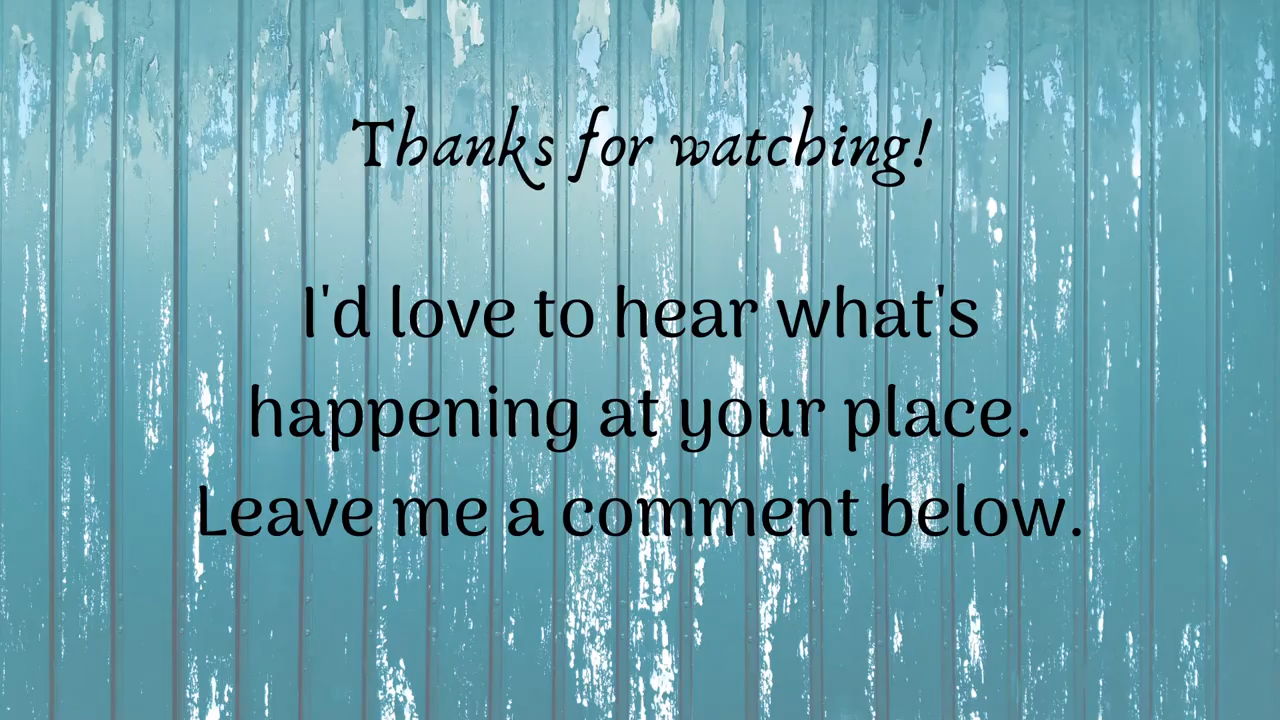 Thanks for watching!
I'd love to hear what's
happening at your place.
Leave me a comment below.